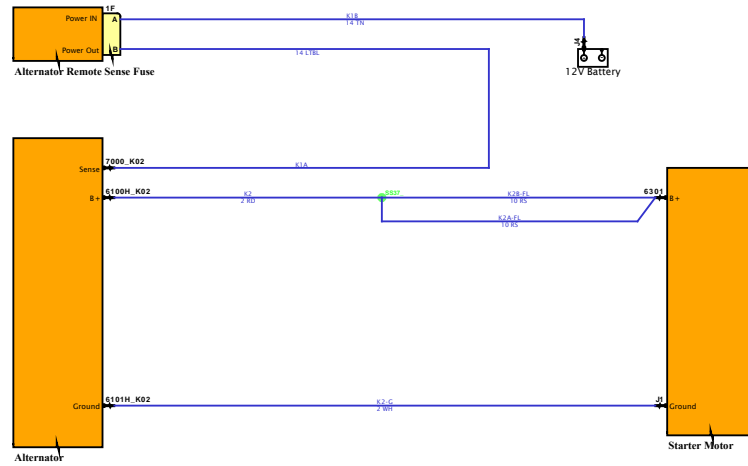 1F
Power IN
A
K1B
14 TN
Power Out
B
14 LTBL
J4
Alternator Remote Sense Fuse
12V Battery
7000_K02
Sense
K1A
6100H_K02
B+
K2
2 RD
K2B-FL
10 RS
6301
B+
K2A-FL
10 RS
6101H_K02
Ground
K2-G
2 WH
J1
Ground
Starter Motor
Alternator